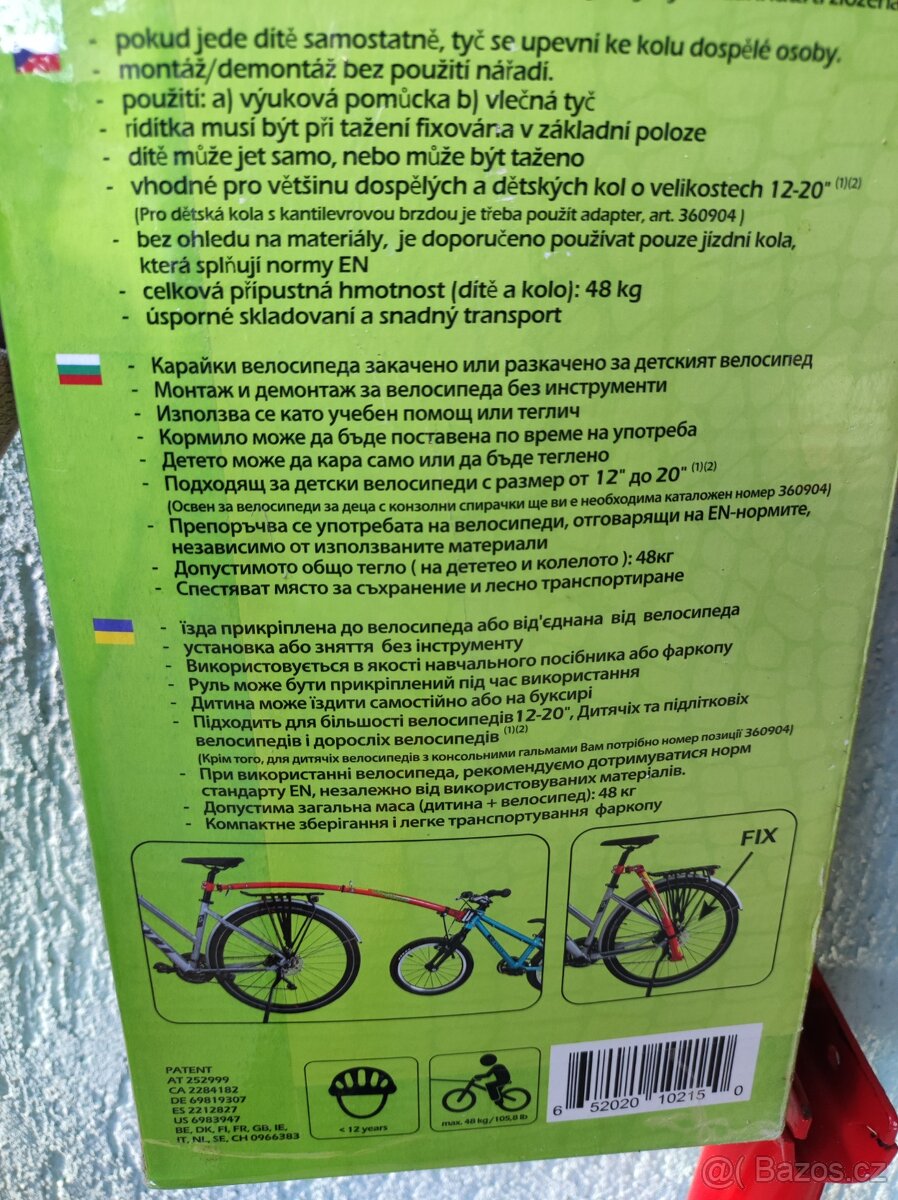 - pokud jede dítě samostatně, tyč se upevní ke kolu dospělé osoby.
- montáž/demontáž bez použití nářadí.
- použití: a) výuková pomůcka b) vlečná tyč
- rídítka musí být při tažení fixována v základní poloze
- dítě může jet samo, nebo může být taženo
- vhodné pro většinu dospělých a dětských kol o velikostech 12-20" (1)(2)
(Pro dětská kola s kantilevrovou brzdou je třeba použít adapter, art. 360904 )
- bez ohledu na materiály, je doporučeno používat pouze jízdní kola,
která splňují normy EN
- celková přípustná hmotnost (dítě a kolo): 48 kg
- úsporné skladovaní a snadný transport
- Карайки велосипеда закачено или разкачено за детският велосипед
- Монтаж и демонтаж за велосипеда без инструменти
- Използва се като учебен помощ или теглич
- Кормило може да бъде поставена по време на употреба
- Детето може да кара само или да бъде теглено
- Подходящ за детски велосипеди с размер от 12" до 20" (1)(2)
(Освен за велосипеди за деца с конзолни спирачки ще ви е необходима каталожен номер 360904)
- Препоръчва се употребата на велосипеди, отговарящи на EN-нормите,
независимо от използваните материали
- Допустимото общо тегло ( на дететео и колелото ): 48кг
- Спестяват място за съхранение и лесно транспортиране
- їзда прикріплена до велосипеда або від'єднана від велосипеда
- установка або зняття без інструменту
- Використовується в якості навчального посібника або фаркопу
- Руль може бути прикріплений під час використання
- Дитина може їздити самостійно або на буксирі
- Підходить для більшості велосипедів 12-20", Дитячіх та підліткових
велосипедів і дорослих велосипедів (1)(2)
(Крім того, для дитячіх велосипедів з консольними гальмами Вам потрібно номер позиції 360904)
- При використанні велосипеда, рекомендуємо дотримуватися норм
стандарту EN, незалежно від використовуваних матеріалів.
- Допустима загальна маса (дитина + велосипед): 48 кг
- Компактне зберігання і легке транспортування фаркопу
FIX
PATENT
AT 252999
CA 2284182
DE 69819307
ES 2212827
US 6983947
BE, DK, FI, FR, GB, IE,
IT, NL, SE, CH 0966383
< 12 years
max. 48 kg/105,8 lb
6 52020 10215 0
@( Bazos.cz